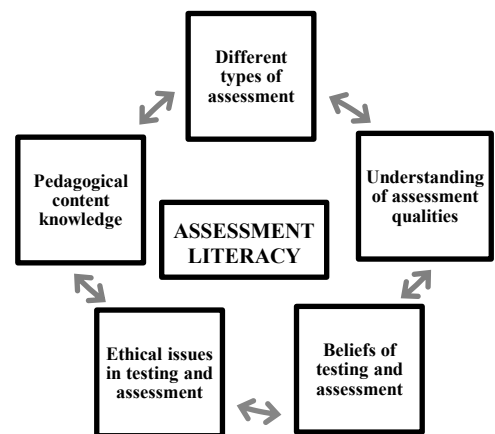 Different
types of
assessment
Pedagogical
content
knowledge
Understanding
of assessment
qualities
ASSESSMENT
LITERACY
Ethical issues
in testing and
assessment
Beliefs of
testing and
assessment